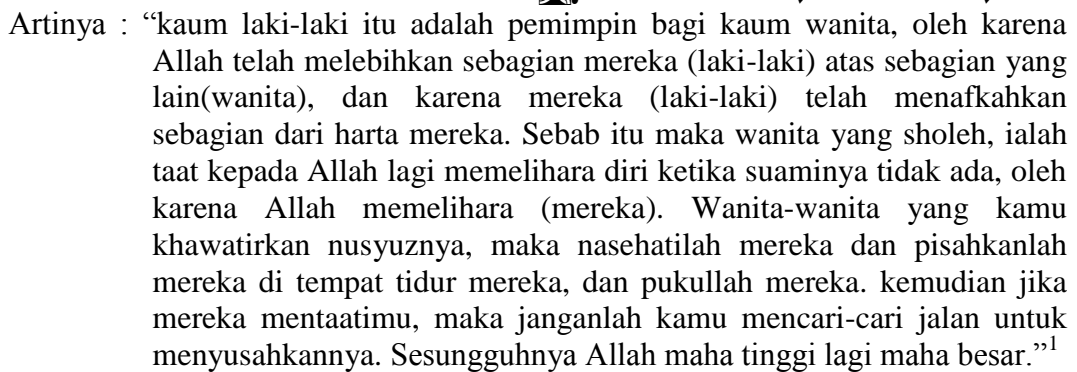 Artinya : “kaum laki-laki itu adalah pemimpin bagi kaum wanita, oleh karena
Allah telah melebihkan sebagian mereka (laki-laki) atas sebagian yang
lain(wanita), dan karena mereka (laki-laki) telah menafkahkan
sebagian dari harta mereka. Sebab itu maka wanita yang sholeh, ialah
taat kepada Allah lagi memelihara diri ketika suaminya tidak ada, oleh
karena Allah memelihara (mereka). Wanita-wanita yang kamu
khawatirkan nusyuznya, maka nasehatilah mereka dan pisahkanlah
mereka di tempat tidur mereka, dan pukullah mereka. kemudian jika
mereka mentaatimu, maka janganlah kamu mencari-cari jalan untuk
menyusahkannya. Sesungguhnya Allah maha tinggi lagi maha besar.”1